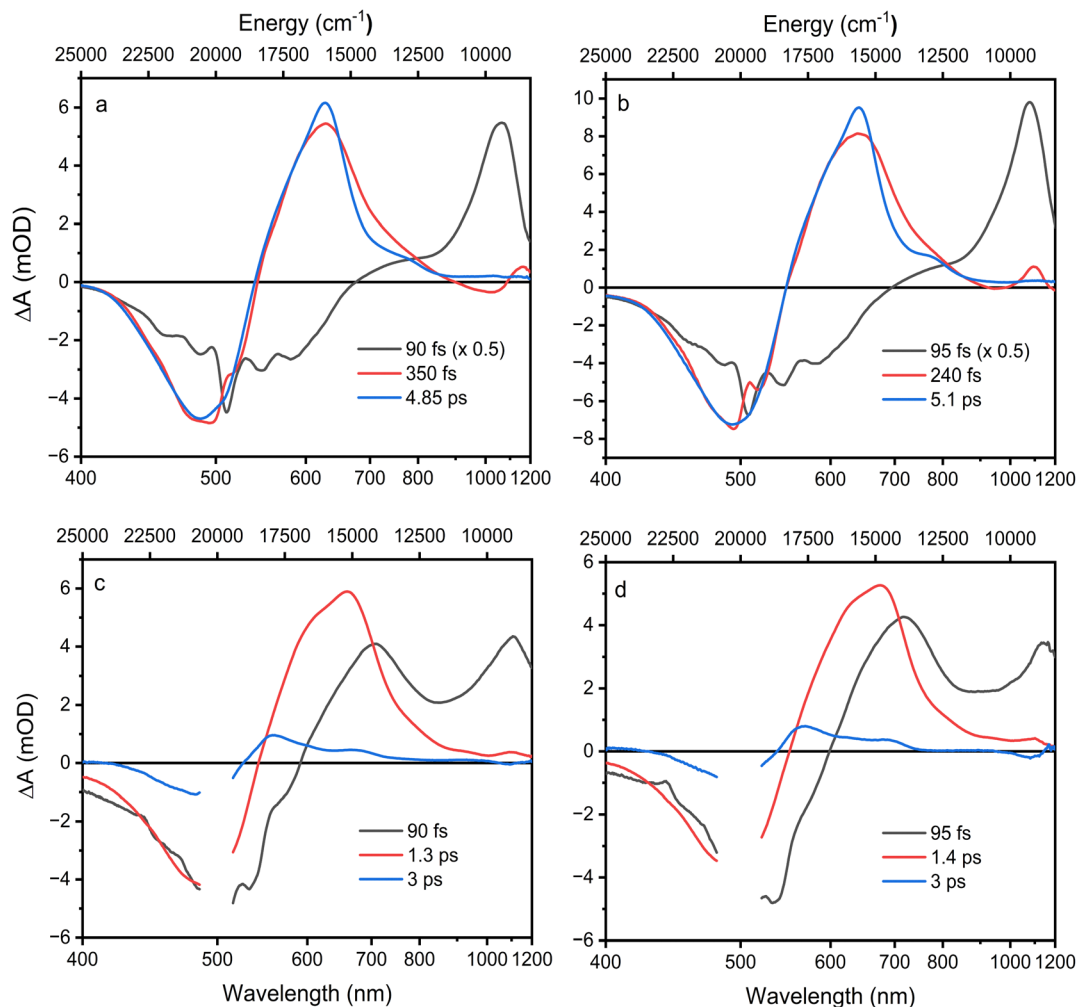 Energy (cm⁻¹)
25000 22500 20000 17500 15000 12500 10000
a
ΔA (mOD)
6
4
2
0
−2
−4
−6
90 fs (x 0.5)
350 fs
4.85 ps
400 500 600 700 800 1000 1200
Energy (cm⁻¹)
25000 22500 20000 17500 15000 12500 10000
b
10
8
6
4
2
0
−2
−4
−6
−8
95 fs (x 0.5)
240 fs
5.1 ps
400 500 600 700 800 1000 1200
25000 22500 20000 17500 15000 12500 10000
c
ΔA (mOD)
6
4
2
0
−2
−4
−6
90 fs
1.3 ps
3 ps
400 500 600 700 800 1000 1200
Wavelength (nm)
25000 22500 20000 17500 15000 12500 10000
d
6
4
2
0
−2
−4
−6
95 fs
1.4 ps
3 ps
400 500 600 700 800 1000 1200
Wavelength (nm)